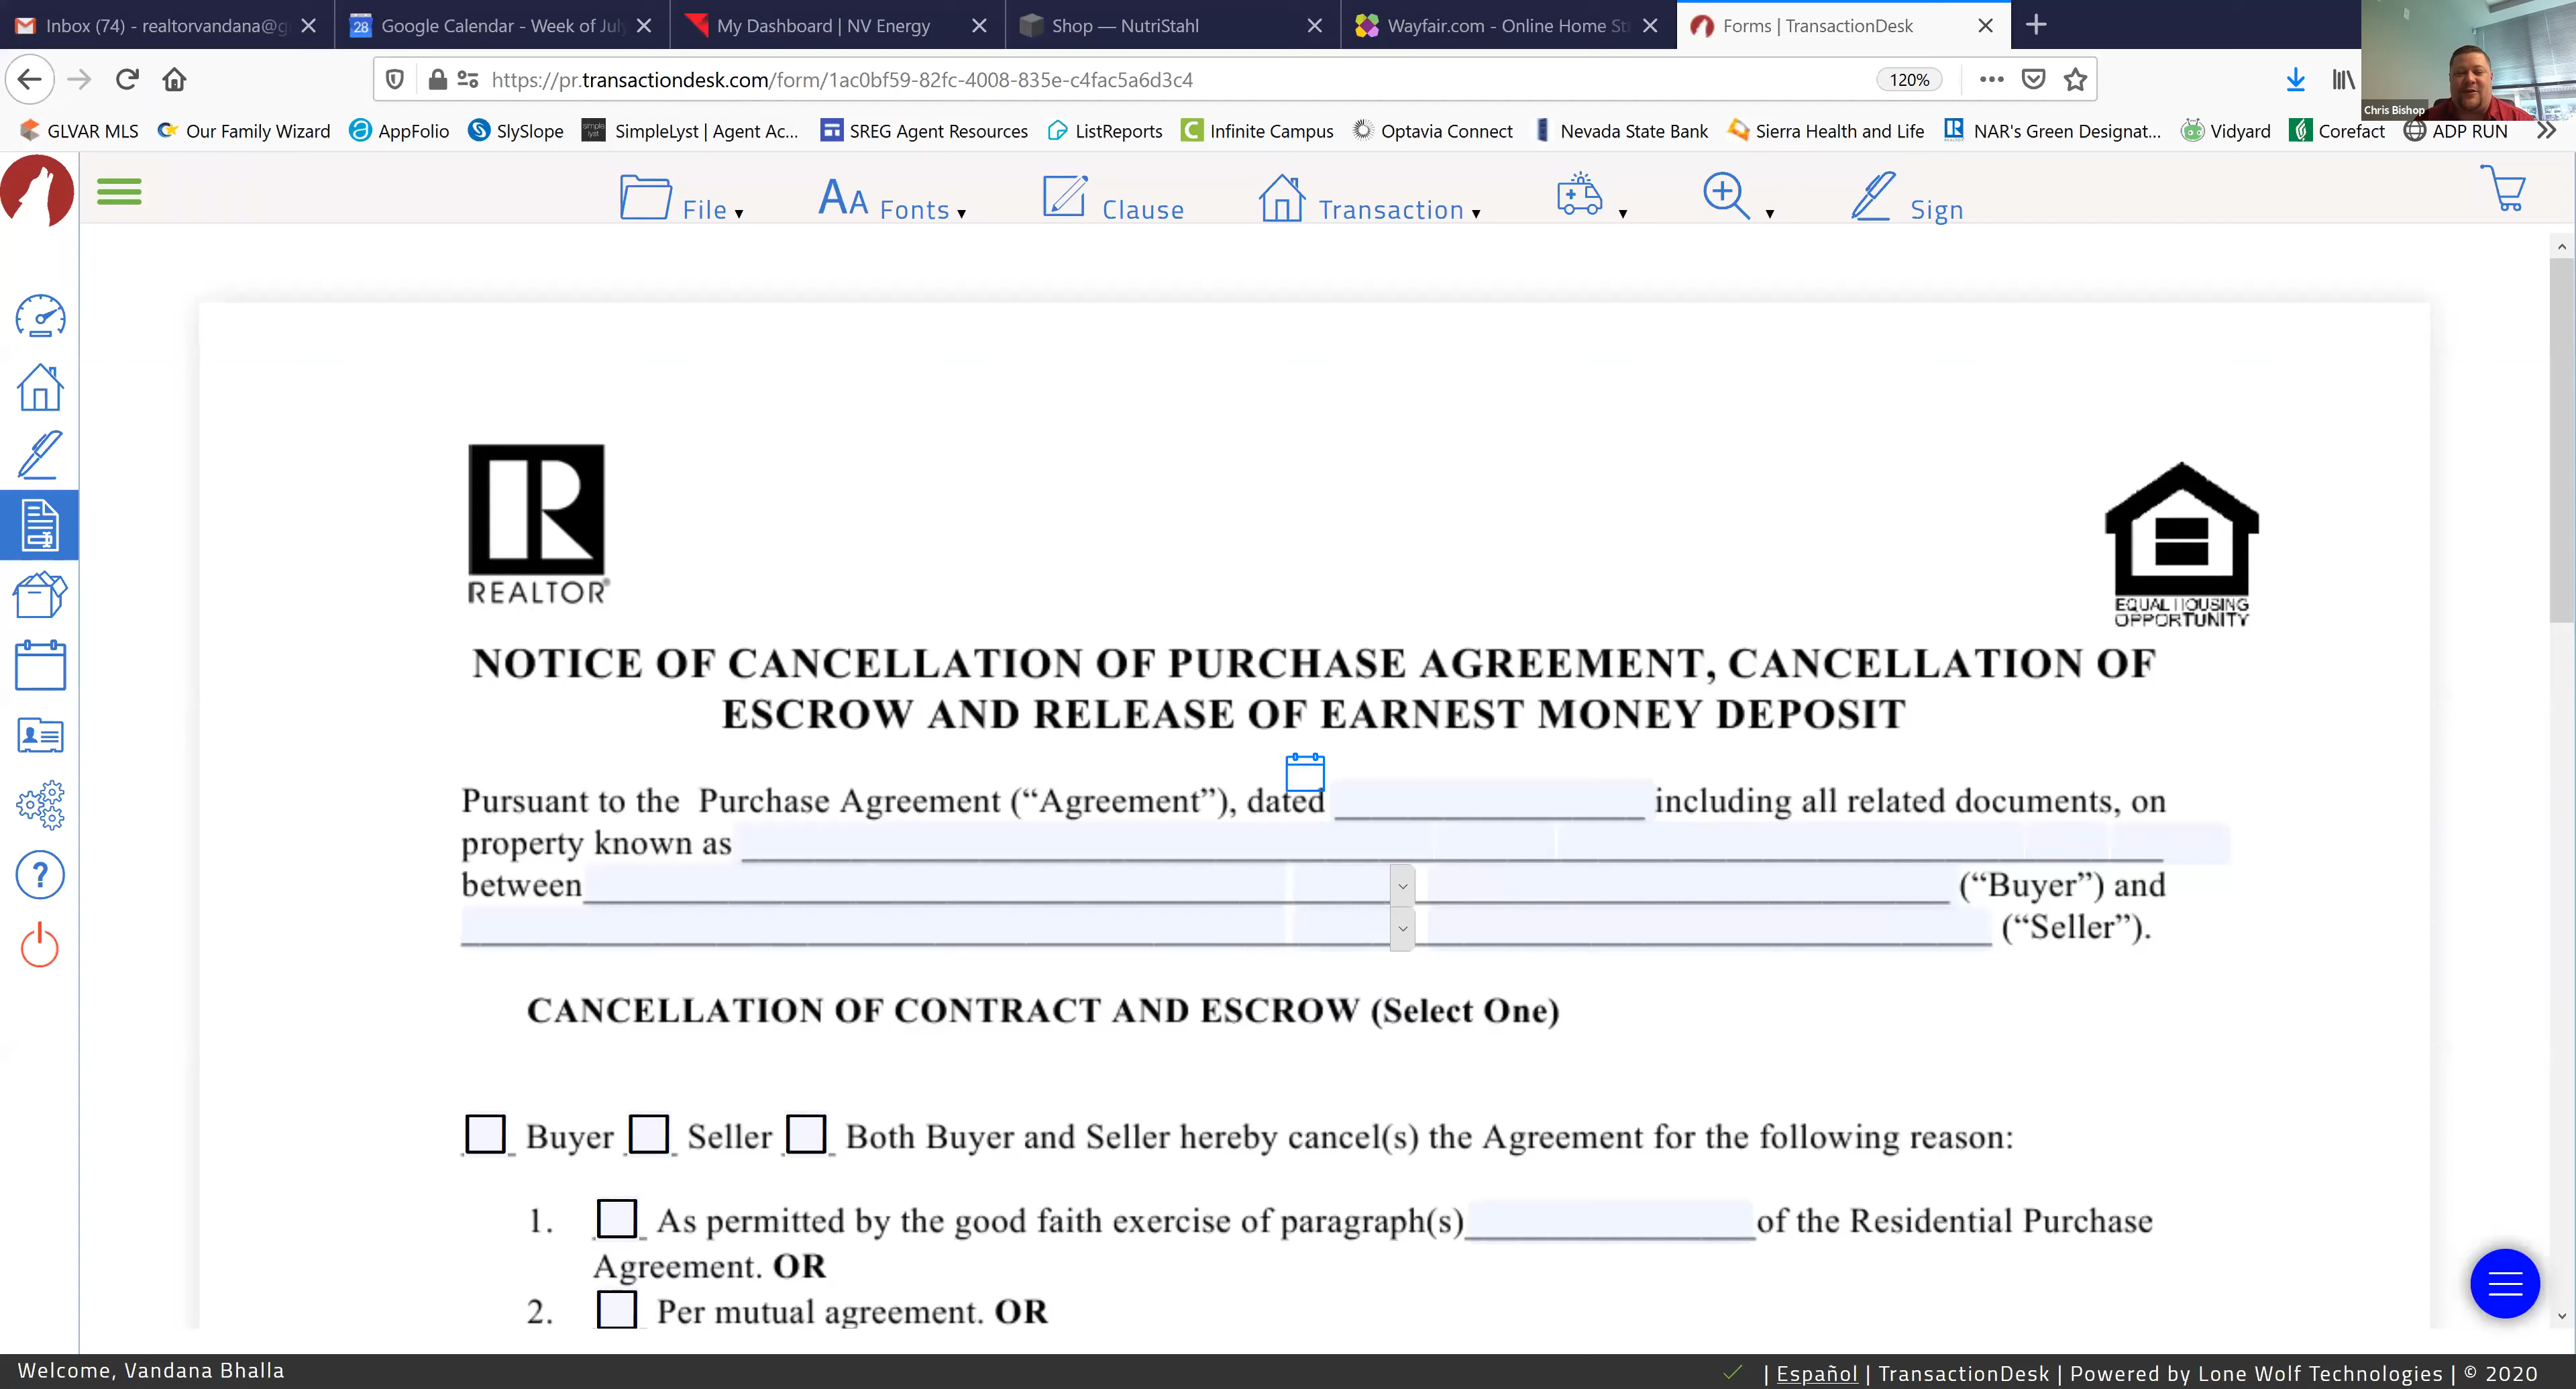 Inbox (74) - realtorvandana@g
Google Calendar - Week of July
My Dashboard | NV Energy
Shop — NutriStahl
Wayfair.com - Online Home St
Forms | TransactionDesk
https://pr.transactiondesk.com/form/1ac0bf59-82fc-4008-835e-c4fac5a6d3c4
120%
Chris Bishop
GLVAR MLS
Our Family Wizard
AppFolio
SlySlope
SimpleLyst | Agent Ac...
SREG Agent Resources
ListReports
Infinite Campus
Optavia Connect
Nevada State Bank
Sierra Health and Life
NAR's Green Designat...
Vidyard
Corefact
ADP RUN
File
AA Fonts
Clause
Transaction
Sign
REALTOR®
EQUAL HOUSING
OPPORTUNITY
NOTICE OF CANCELLATION OF PURCHASE AGREEMENT, CANCELLATION OF
ESCROW AND RELEASE OF EARNEST MONEY DEPOSIT
Pursuant to the Purchase Agreement (“Agreement”), dated including all related documents, on
property known as
between (“Buyer”) and
(“Seller”).
CANCELLATION OF CONTRACT AND ESCROW (Select One)
Buyer Seller Both Buyer and Seller hereby cancel(s) the Agreement for the following reason:
1. As permitted by the good faith exercise of paragraph(s) of the Residential Purchase
Agreement. OR
2. Per mutual agreement. OR
Welcome, Vandana Bhalla
| Español | TransactionDesk | Powered by Lone Wolf Technologies | © 2020